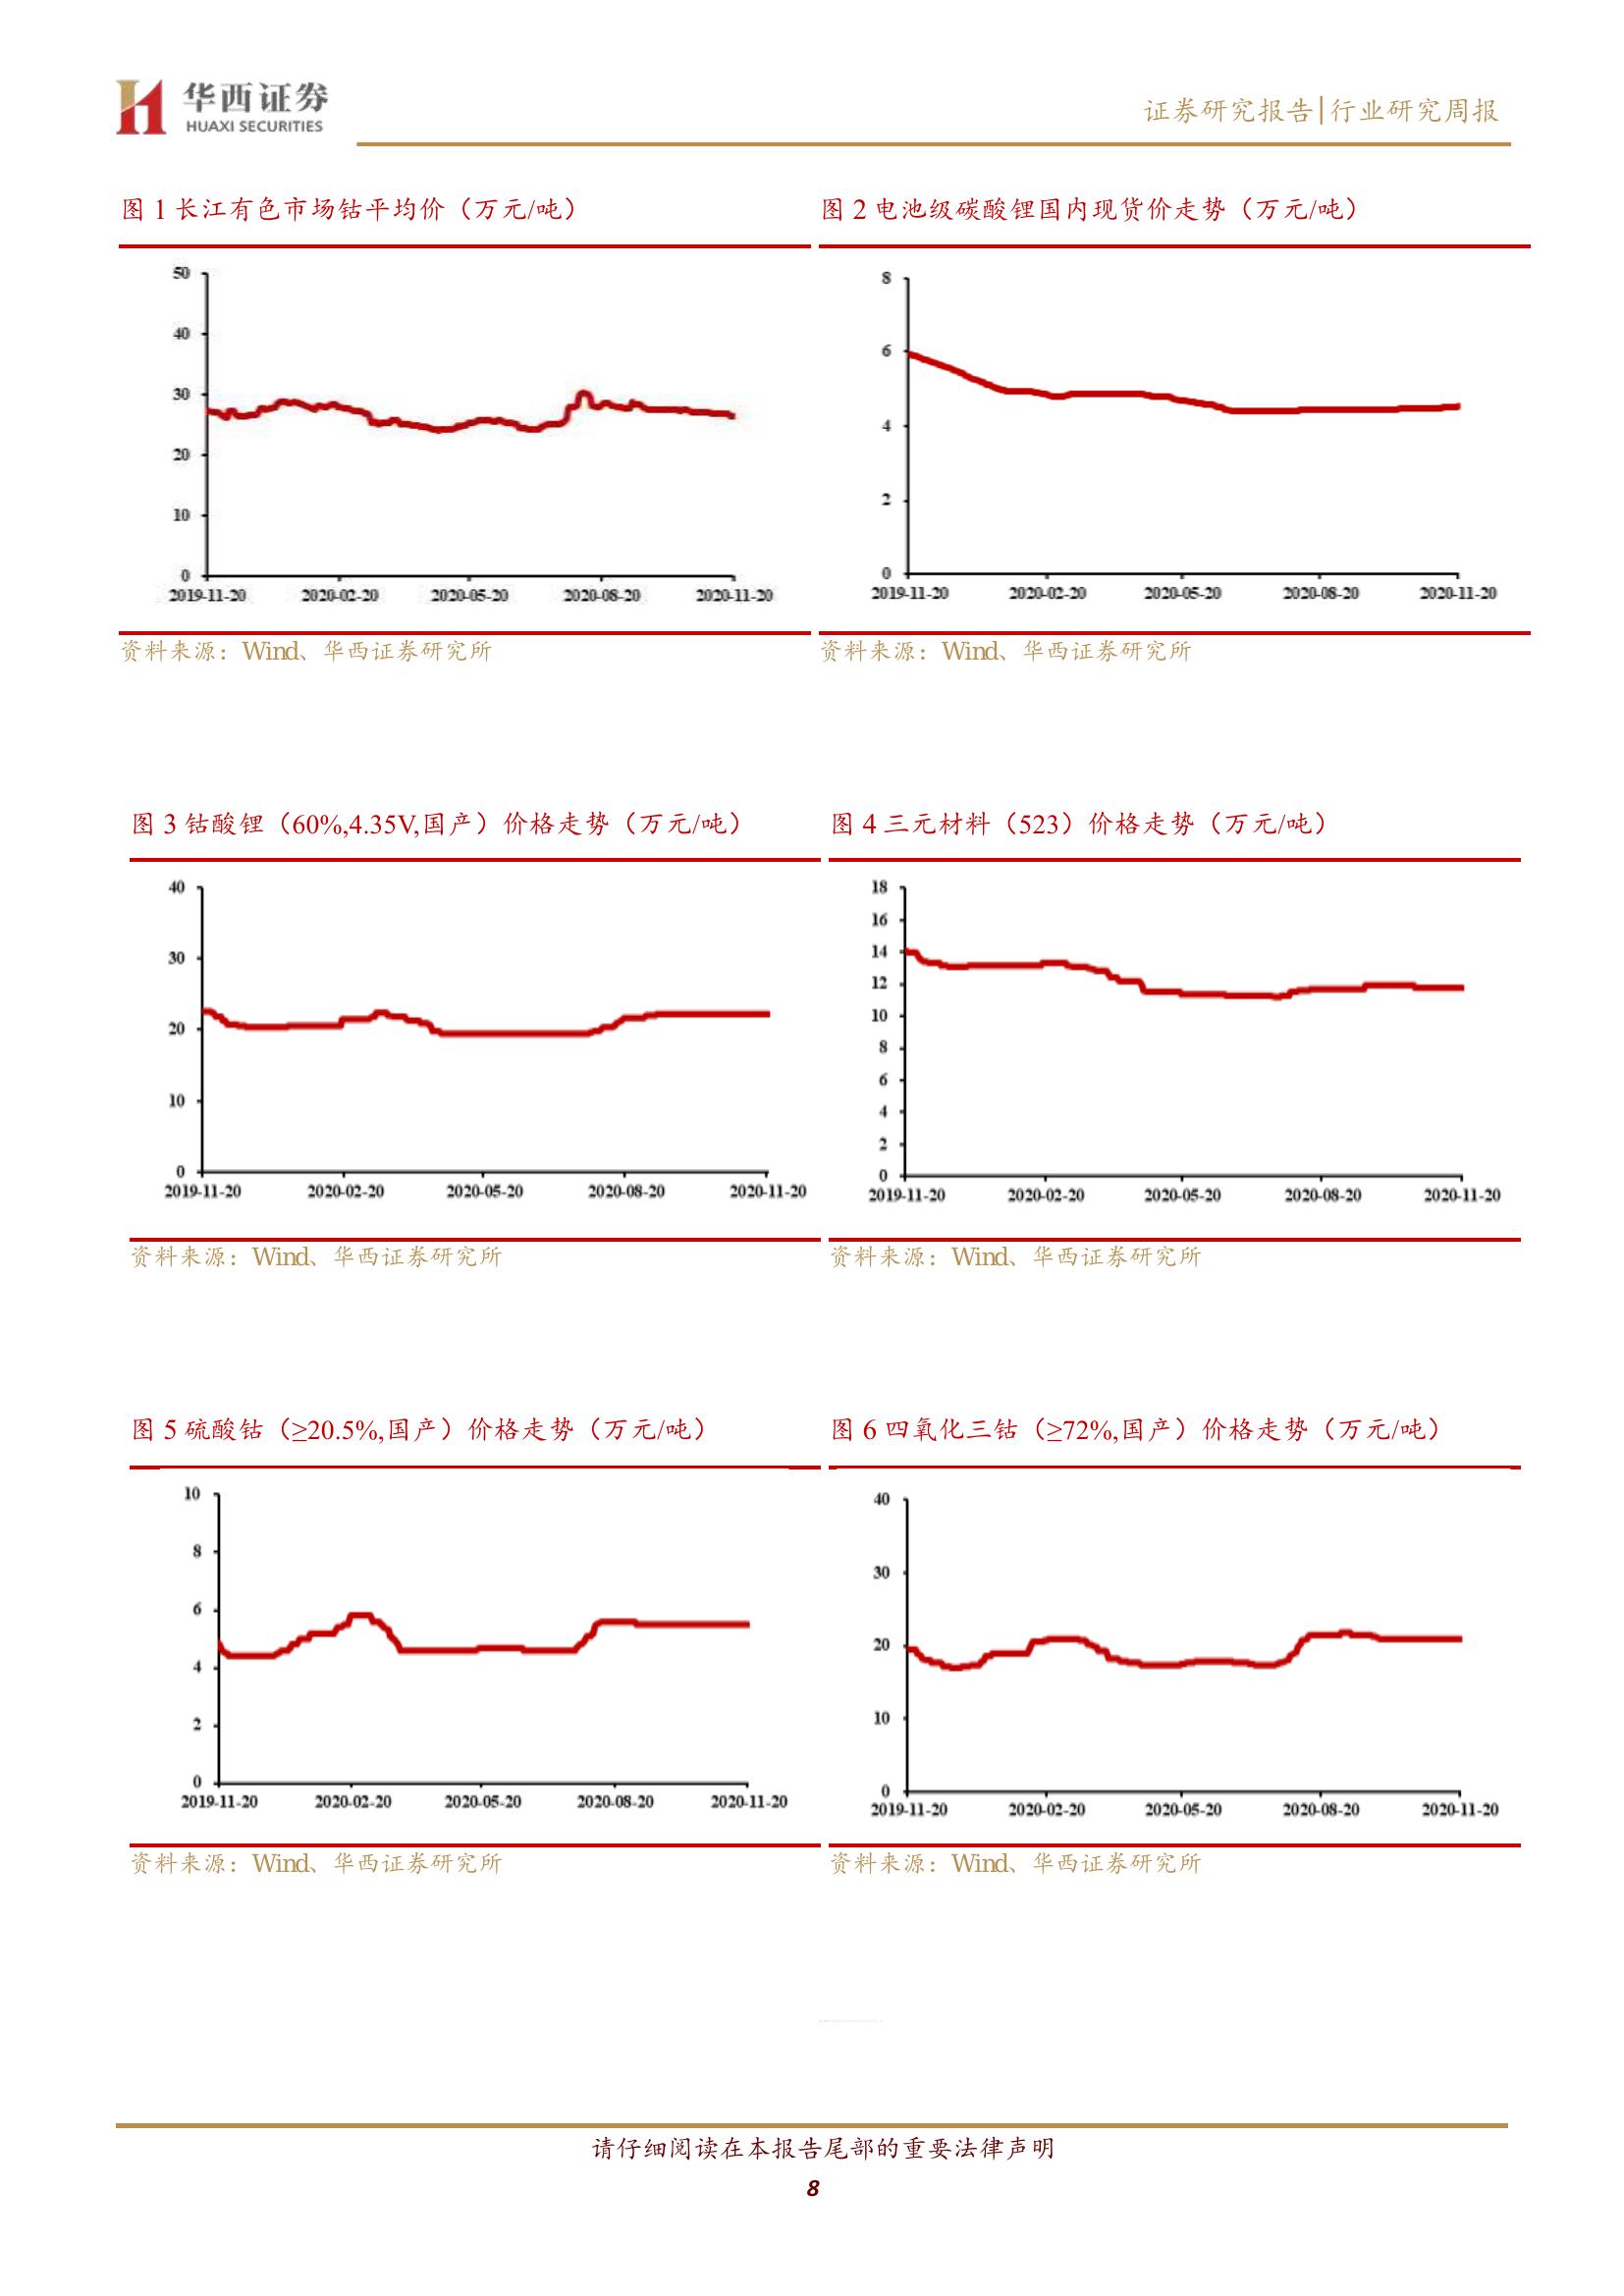 华西证券
HUAXI SECURITIES
证券研究报告|行业研究周报
图 1 长江有色市场钴平均价（万元/吨）
图 2 电池级碳酸锂国内现货价走势（万元/吨）
50
40
30
20
10
0
2019-11-20 2020-02-20 2020-05-20 2020-08-20 2020-11-20
8
6
4
2
0
2019-11-20 2020-02-20 2020-05-20 2020-08-20 2020-11-20
资料来源：Wind、华西证券研究所
资料来源：Wind、华西证券研究所
图 3 钴酸锂（60%,4.35V,国产）价格走势（万元/吨）
图 4 三元材料（523）价格走势（万元/吨）
40
30
20
10
0
2019-11-20 2020-02-20 2020-05-20 2020-08-20 2020-11-20
18
16
14
12
10
8
6
4
2
0
2019-11-20 2020-02-20 2020-05-20 2020-08-20 2020-11-20
资料来源：Wind、华西证券研究所
资料来源：Wind、华西证券研究所
图 5 硫酸钴（≥20.5%,国产）价格走势（万元/吨）
图 6 四氧化三钴（≥72%,国产）价格走势（万元/吨）
10
8
6
4
2
0
2019-11-20 2020-02-20 2020-05-20 2020-08-20 2020-11-20
40
30
20
10
0
2019-11-20 2020-02-20 2020-05-20 2020-08-20 2020-11-20
资料来源：Wind、华西证券研究所
资料来源：Wind、华西证券研究所
请仔细阅读在本报告尾部的重要法律声明
8